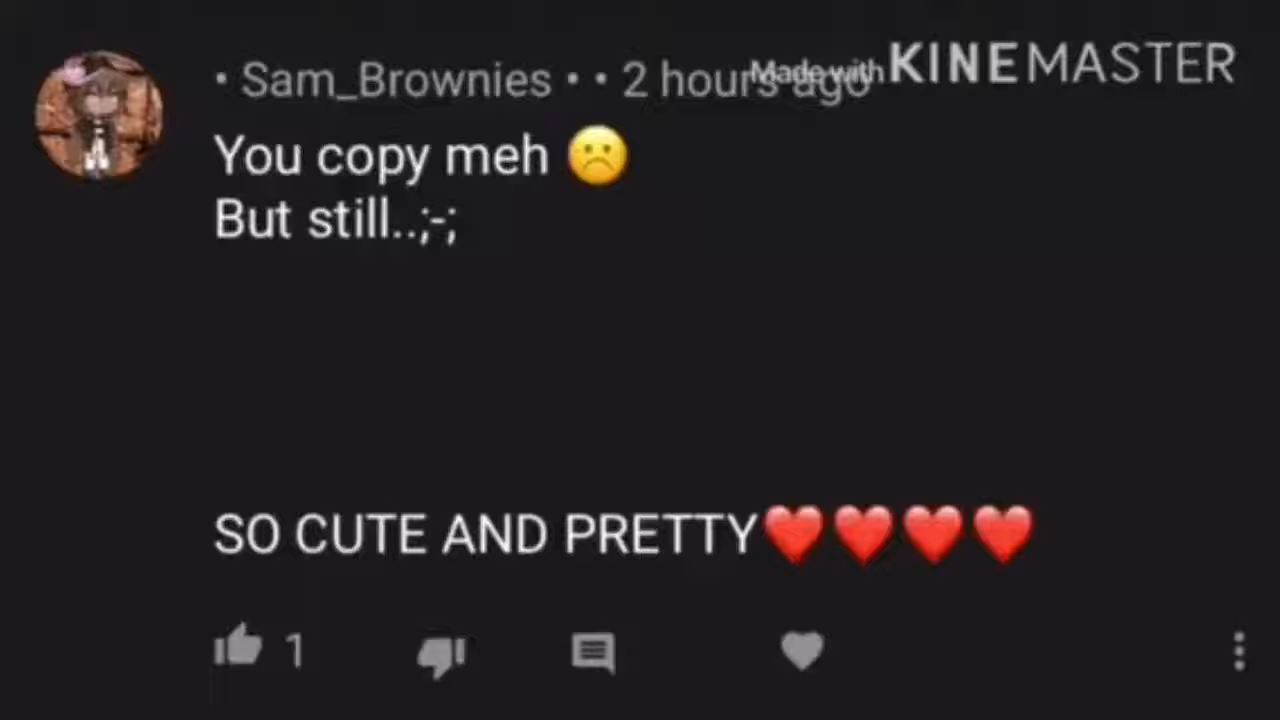 • Sam_Brownies • • 2 hours ago
Made with KINEMASTER
You copy meh ☹️
But still..;-;
SO CUTE AND PRETTY❤️❤️❤️❤️
1